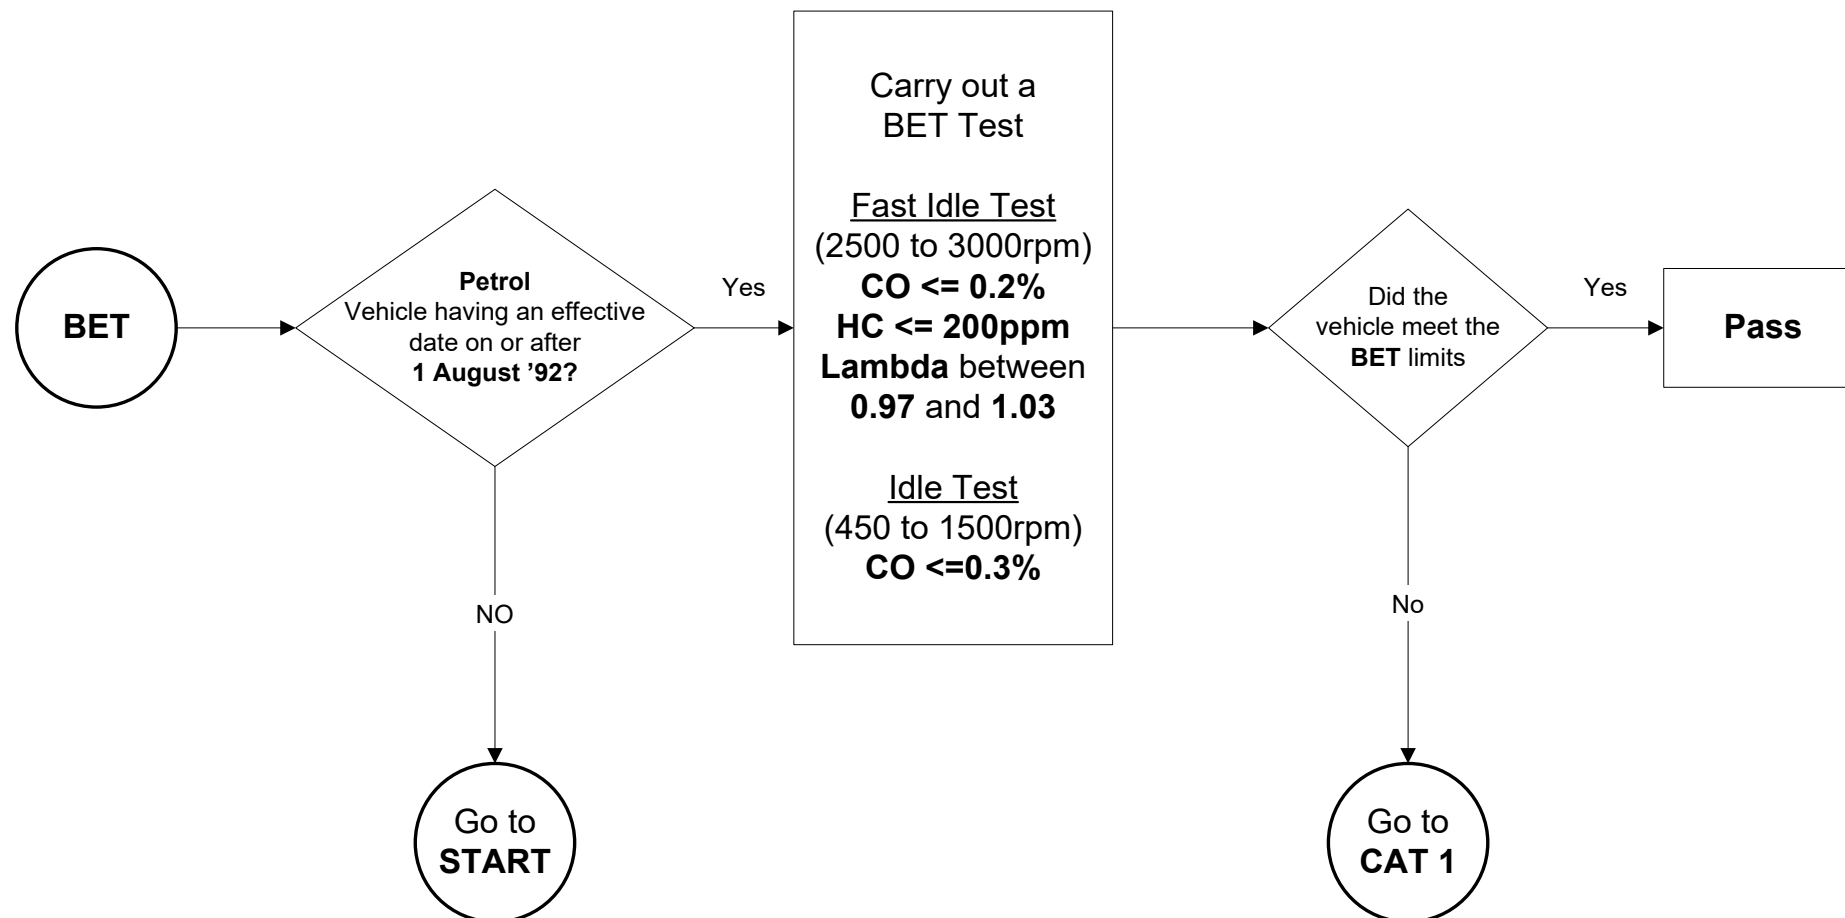 BET
Petrol
Vehicle having an effective
date on or after
1 August ’92?
Yes
NO
Go to
START
Carry out a
BET Test
Fast Idle Test
(2500 to 3000rpm)
CO <= 0.2%
HC <= 200ppm
Lambda between
0.97 and 1.03
Idle Test
(450 to 1500rpm)
CO <=0.3%
Did the
vehicle meet the
BET limits
Yes
Pass
No
Go to
CAT 1